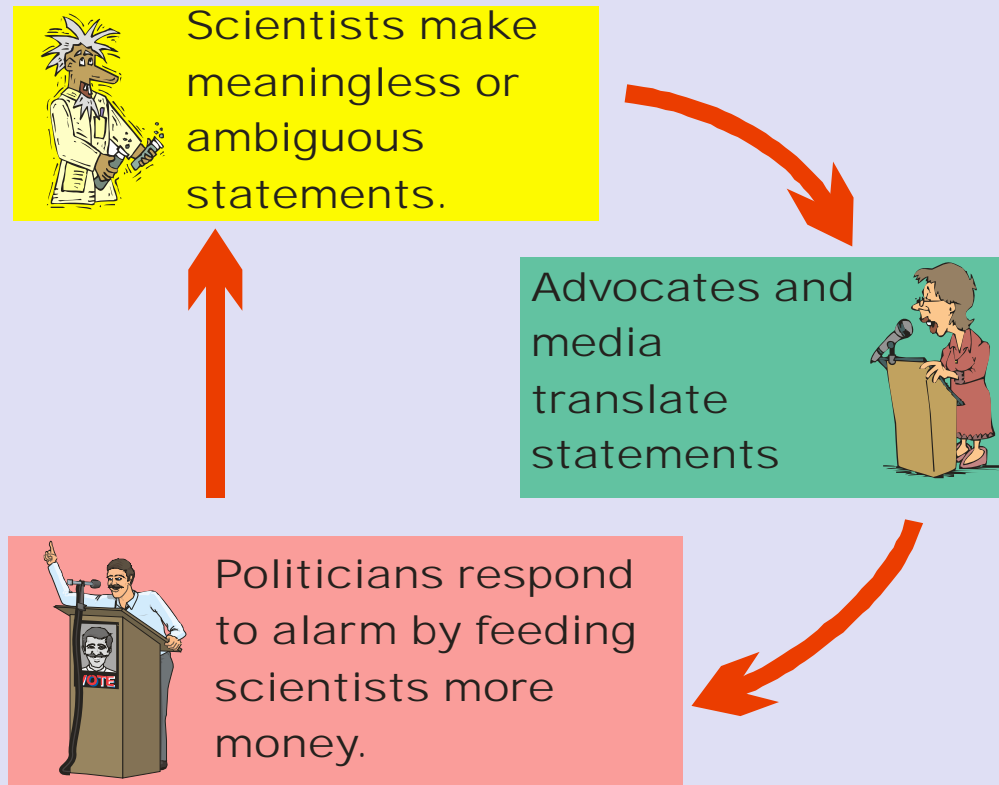 Scientists make
meaningless or
ambiguous
statements.
Advocates and
media
translate
statements
Politicians respond
to alarm by feeding
scientists more
money.
VOTE